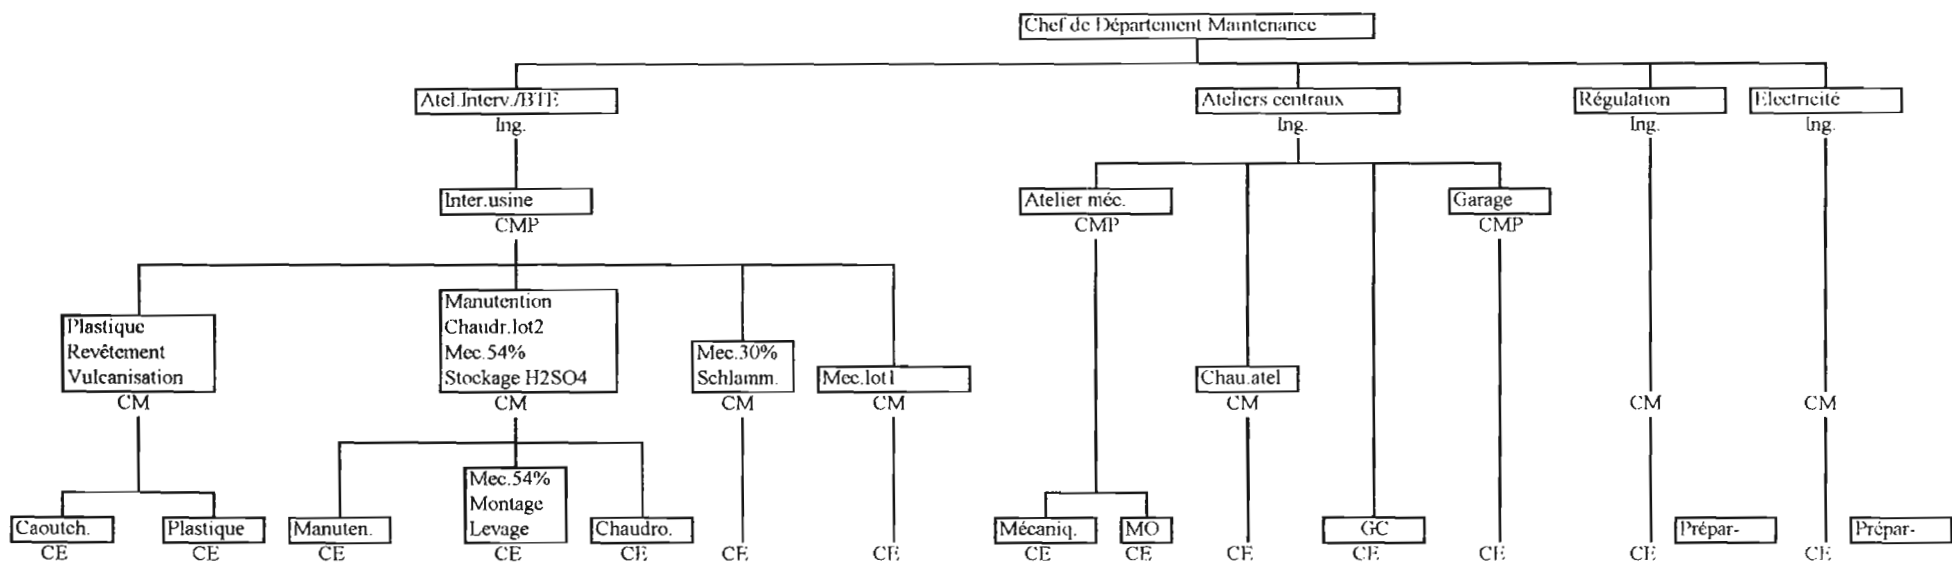 Chef de Département Maintenance
Atel.Interv./BTE
Ateliers centraux
Régulation
Electricité
Ing.
Ing.
Ing.
Ing.
Inter.usine
Atelier méc.
Garage
CMP
CMP
CMP
Plastique
Revêtement
Vulcanisation
CM
Manutention
Chaudr.lot2
Mec.54%
Stockage H2SO4
CM
Mec.30%
Schlamm.
CM
Mec.lot1
CM
Chau.atel
CM
CM
CM
Caoutch.
CE
Plastique
CE
Manuten.
CE
Mec.54%
Montage
Levage
CE
Chaudro.
CE
CE
CE
Mécaniq.
CE
MO
CE
CE
GC
CE
CE
CE
Prépar-
CE
Prépar-